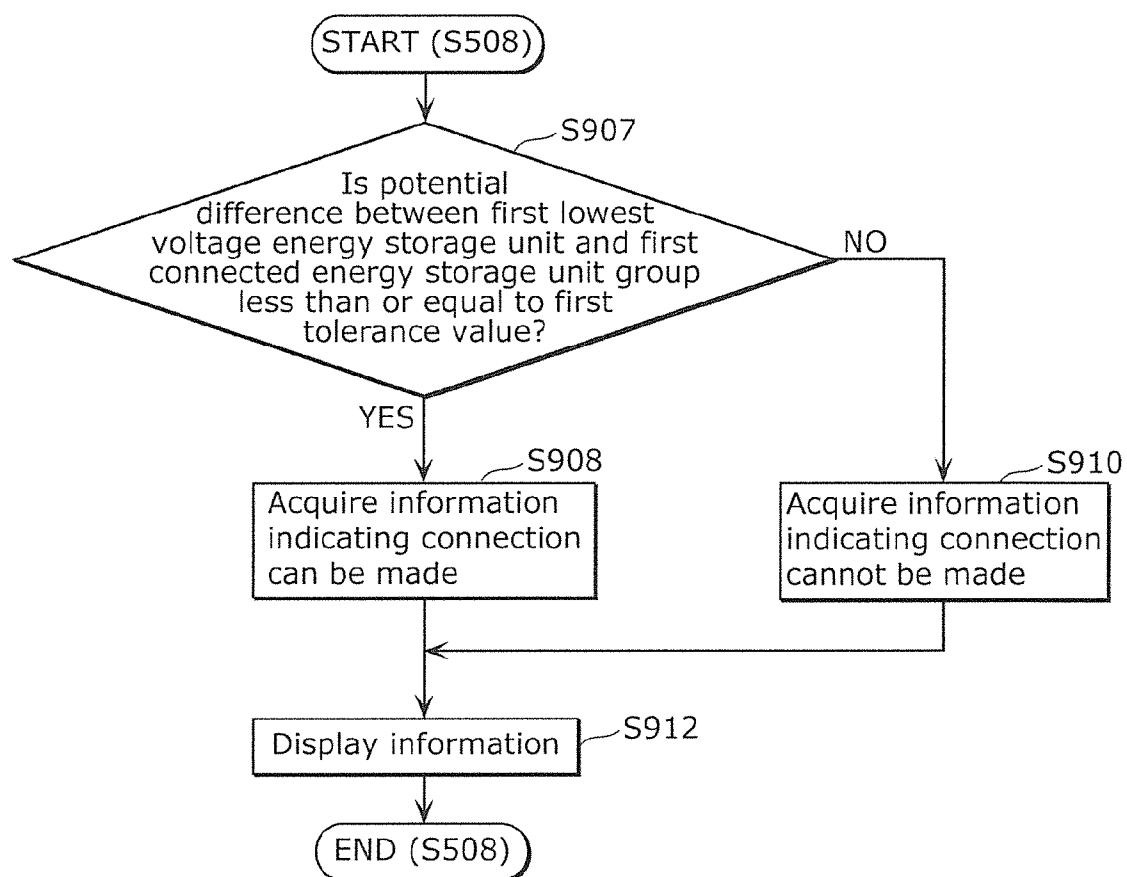 START (S508)
S907
Is potential
difference between first lowest
voltage energy storage unit and first
connected energy storage unit group
less than or equal to first
tolerance value?
NO
YES
S908
Acquire information
indicating connection
can be made
S910
Acquire information
indicating connection
cannot be made
Display information
S912
END (S508)